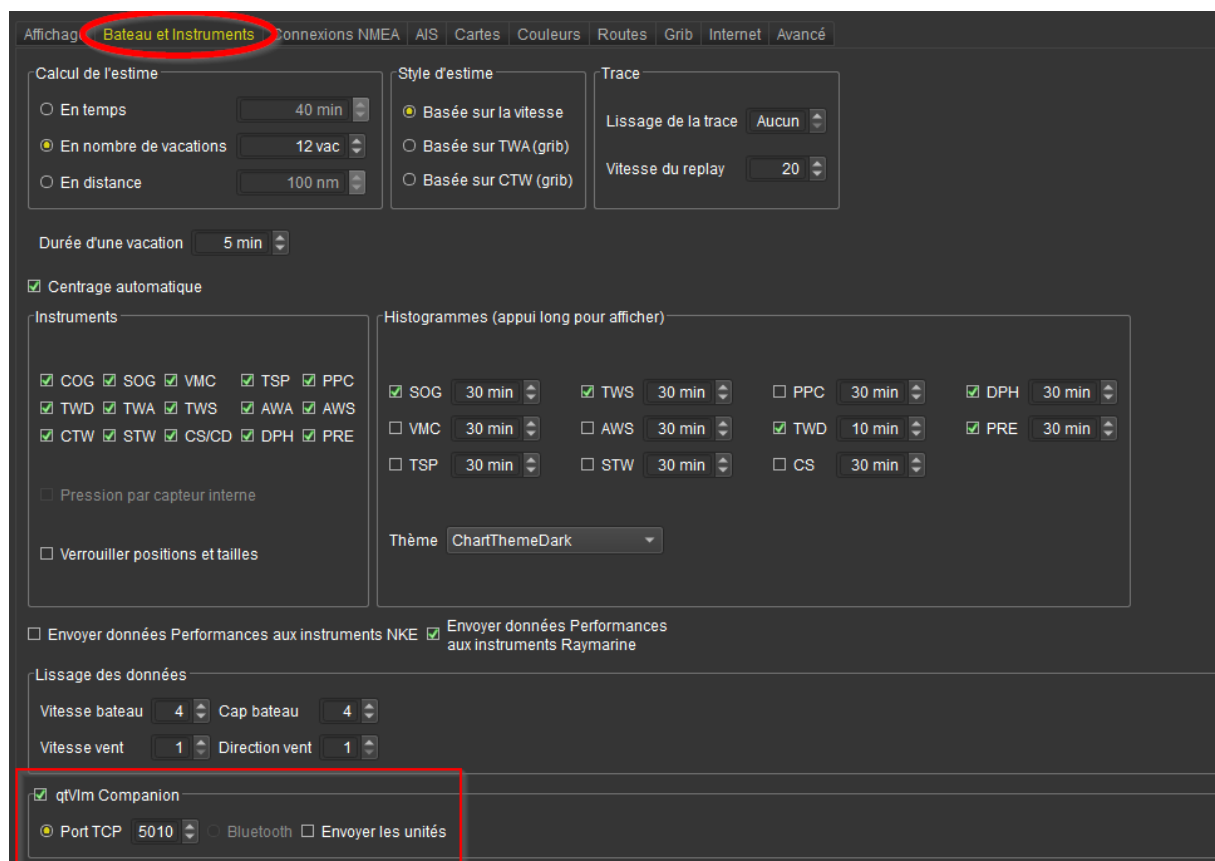 Affichage Bateau et Instruments Connexions NMEA AIS Cartes Couleurs Routes Grib Internet Avancé
Calcul de l'estime Style d'estime Trace
En temps 40 min Basée sur la vitesse Lissage de la trace Aucun
En nombre de vacations 12 vac Basée sur TWA (grib)
Vitesse du replay 20
En distance 100 nm Basée sur CTW (grib)
Durée d'une vacation 5 min
Centrage automatique
Instruments Histogrammes (appui long pour afficher)
COG SOG VMC TSP PPC
SOG 30 min TWS 30 min PPC 30 min DPH 30 min
TWD TWA TWS AWA AWS
VMC 30 min AWS 30 min TWD 10 min PRE 30 min
CTW STW CS/CD DPH PRE
TSP 30 min STW 30 min CS 30 min
Pression par capteur interne
Thème ChartThemeDark
Verrouiller positions et tailles
Envoyer données Performances aux instruments NKE Envoyer données Performances
aux instruments Raymarine
Lissage des données
Vitesse bateau 4 Cap bateau 4
Vitesse vent 1 Direction vent 1
qtVlm Companion
Port TCP 5010 Bluetooth Envoyer les unités